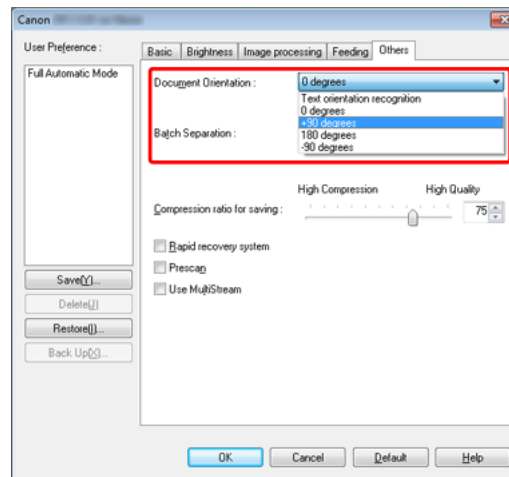 Canon
User Preference :
Full Automatic Mode
Save(Y)...
Delete(J)
Restore(I)...
Back Up(X)...
Basic Brightness Image processing Feeding Others
Document Orientation : 0 degrees
Text orientation recognition
0 degrees
+90 degrees
180 degrees
-90 degrees
Batch Separation :
High Compression High Quality
Compression ratio for saving : 75
Rapid recovery system
Prescan
Use MultiStream
OK Cancel Default Help